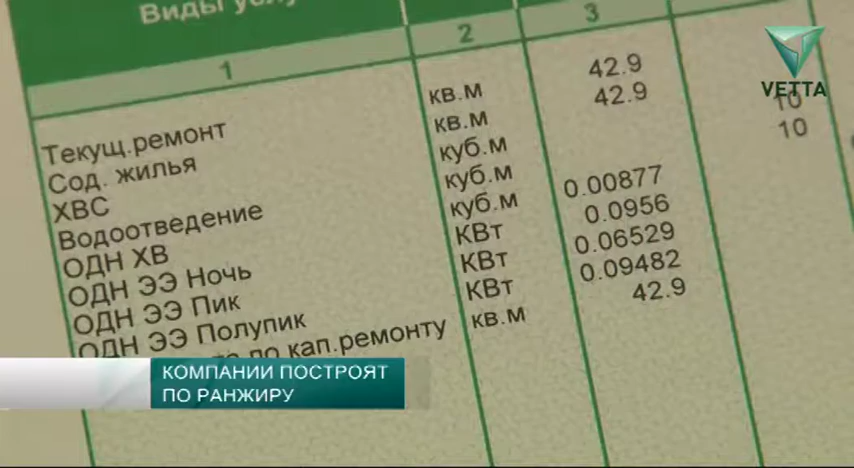 Виды
1 2 3
Текущ.ремонт кв.м 42.9 10
Сод. жилья кв.м 42.9 10
ХВС куб.м
Водоотведение куб.м
ОДН ХВ куб.м 0.00877
ОДН ЭЭ Ночь КВт 0.0956
ОДН ЭЭ Пик КВт 0.06529
ОДН ЭЭ Полупик КВт 0.09482
по кап.ремонту кв.м 42.9
VETTA
КОМПАНИИ ПОСТРОЯТ
ПО РАНЖИРУ